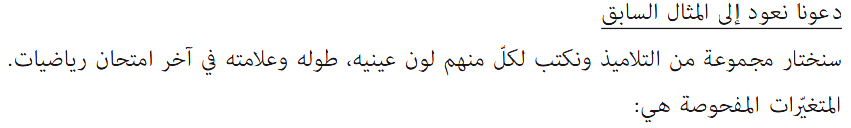 دعونا نعود إلى المثال السابق
سنختار مجموعة من التلاميذ ونكتب لكلّ منهم لون عينيه، طوله وعلامته في آخر امتحان رياضيات.
المتغيّرات المفحوصة هي: